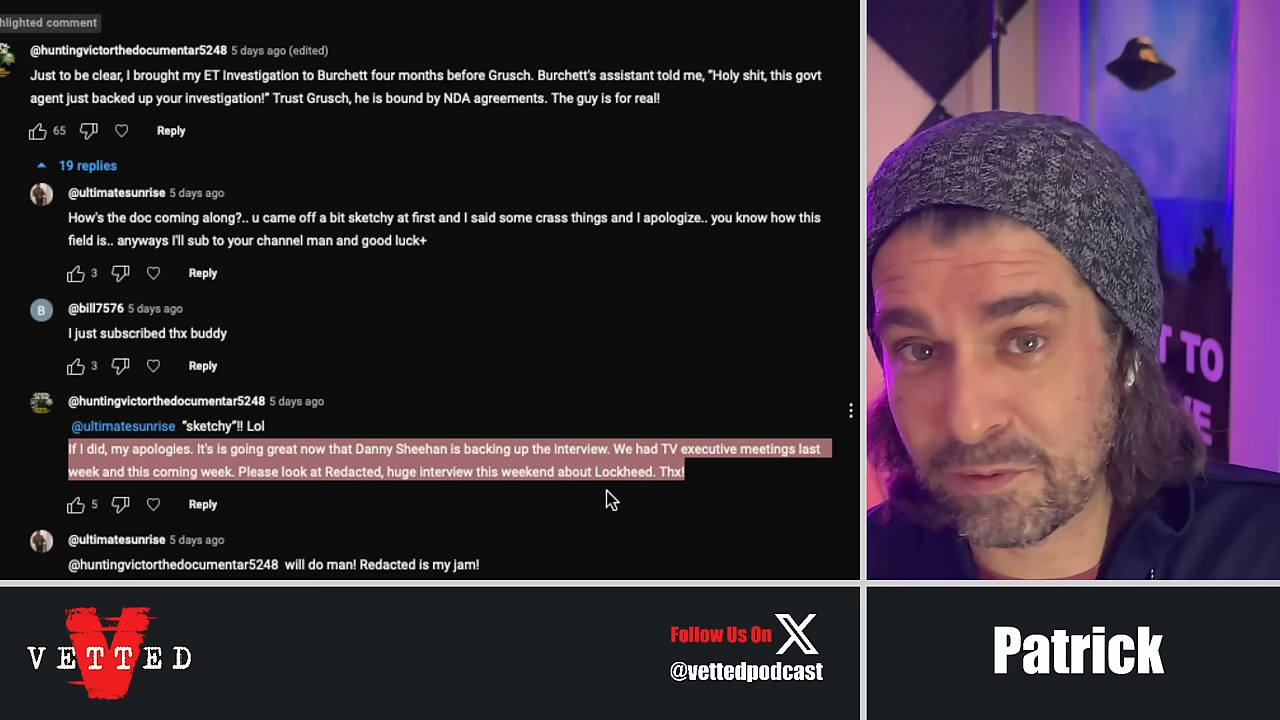 hlighted comment
@huntingvictorthedocumentar5248 5 days ago (edited)
Just to be clear, I brought my ET Investigation to Burchett four months before Grusch. Burchett's assistant told me, "Holy shit, this govt
agent just backed up your investigation!" Trust Grusch, he is bound by NDA agreements. The guy is for real!
65 Reply
19 replies
@ultimatesunrise 5 days ago
How's the doc coming along?.. u came off a bit sketchy at first and I said some crass things and I apologize.. you know how this
field is.. anyways I'll sub to your channel man and good luck+
3 Reply
B @bill7576 5 days ago
I just subscribed thx buddy
3 Reply
@huntingvictorthedocumentar5248 5 days ago
@ultimatesunrise "sketchy"!! Lol
If I did, my apologies. It's is going great now that Danny Sheehan is backing up the interview. We had TV executive meetings last
week and this coming week. Please look at Redacted, huge interview this weekend about Lockheed. Thx!
5 Reply
@ultimatesunrise 5 days ago
@huntingvictorthedocumentar5248 will do man! Redacted is my jam!
T TO
VE
V
VETTED
Follow Us On X
@vettedpodcast
Patrick